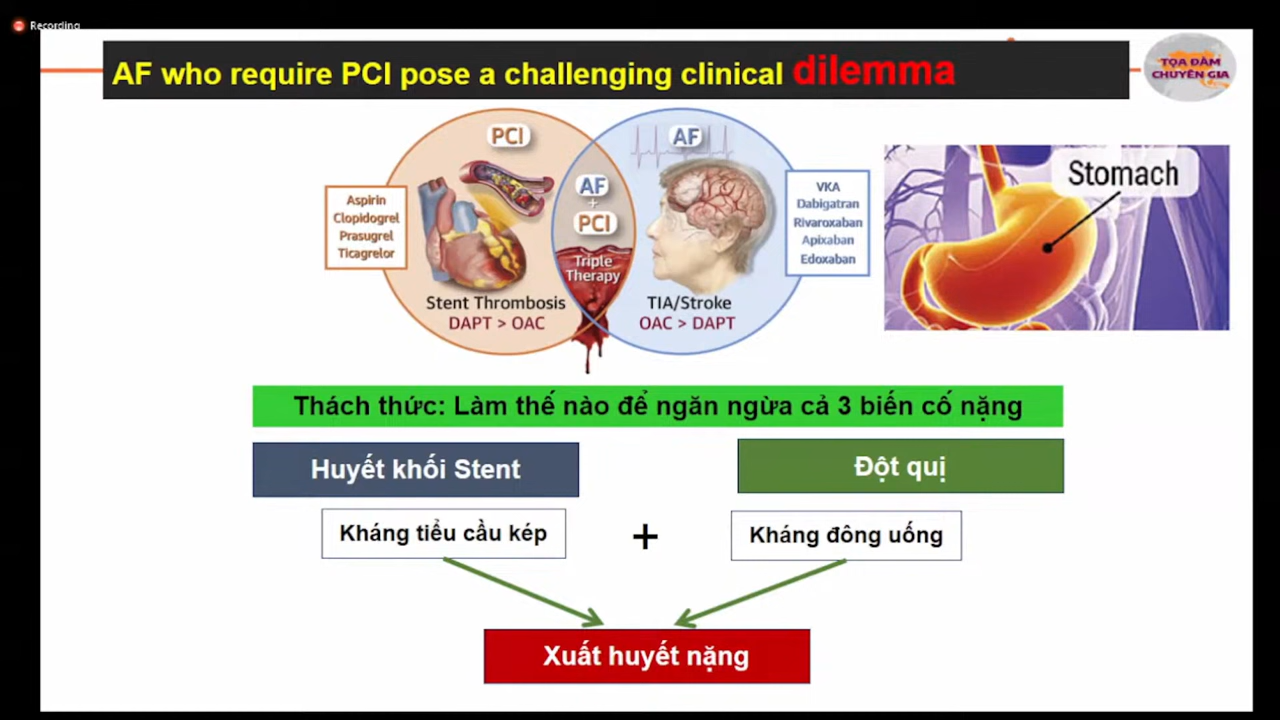 Recording
AF who require PCI pose a challenging clinical dilemma
TỌA ĐÀM
CHUYÊN GIA
PCI
AF
Aspirin
Clopidogrel
Prasugrel
Ticagrelor
AF
+
PCI
Triple
Therapy
VKA
Dabigatran
Rivaroxaban
Apixaban
Edoxaban
Stomach
Stent Thrombosis
DAPT > OAC
TIA/Stroke
OAC > DAPT
Thách thức: Làm thế nào để ngăn ngừa cả 3 biến cố nặng
Huyết khối Stent
Đột quị
Kháng tiểu cầu kép
+
Kháng đông uống
Xuất huyết nặng